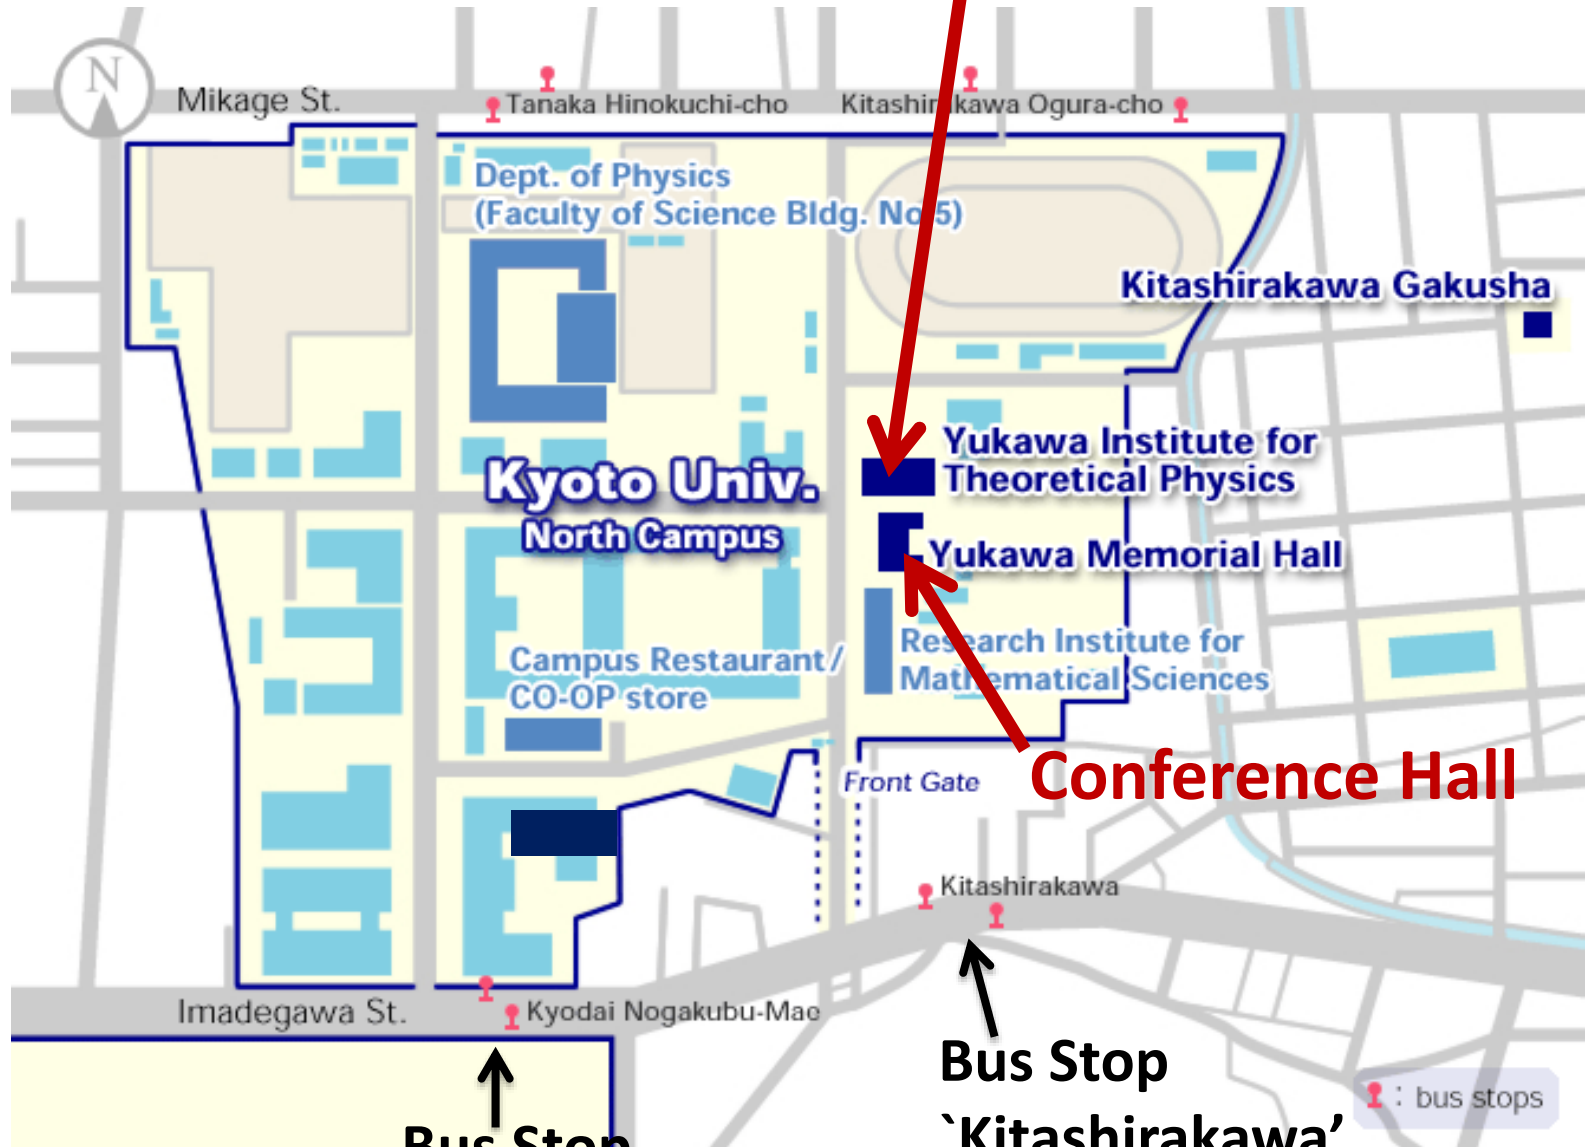 N
Mikage St.
Tanaka Hinokuchi-cho
Kitashirakawa Ogura-cho
Dept. of Physics
(Faculty of Science Bldg. No.5)
Kitashirakawa Gakusha
Yukawa Institute for
Theoretical Physics
Kyoto Univ.
North Campus
Yukawa Memorial Hall
Research Institute for
Mathematical Sciences
Campus Restaurant/
CO-OP store
Conference Hall
Front Gate
Kitashirakawa
Imadegawa St.
Kyodai Nogakubu-Mae
Bus Stop
`Kitashirakawa’
: bus stops
Bus Stop